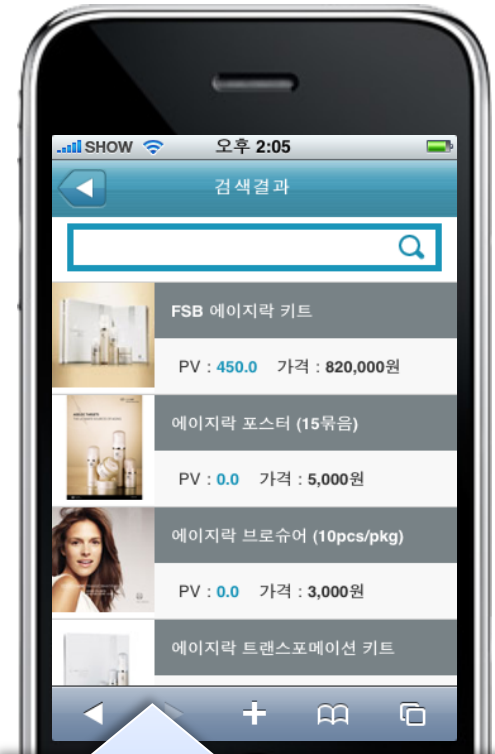 SHOW 오후 2:05
검색결과
FSB 에이지락 키트
PV : 450.0 가격 : 820,000원
에이지락 포스터 (15묶음)
PV : 0.0 가격 : 5,000원
에이지락 브로슈어 (10pcs/pkg)
PV : 0.0 가격 : 3,000원
에이지락 트랜스포메이션 키트